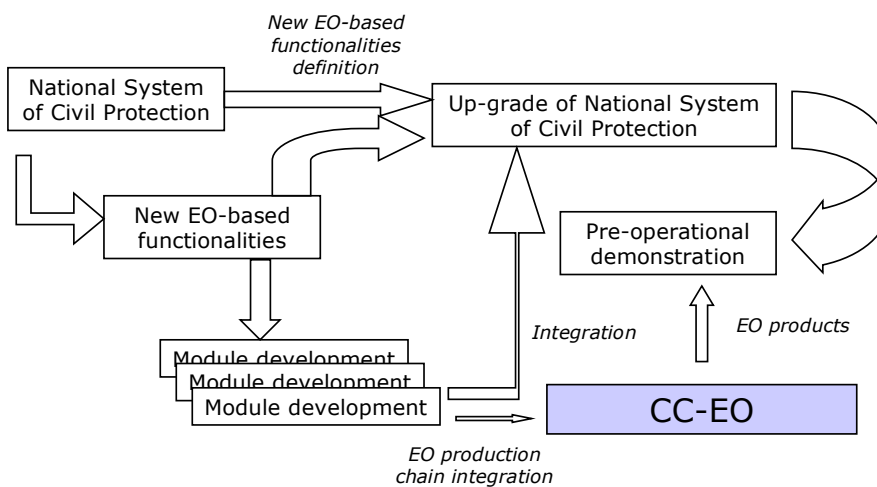 New EO-based
functionalities
definition
National System
of Civil Protection
Up-grade of National System
of Civil Protection
New EO-based
functionalities
Pre-operational
demonstration
Integration
EO products
Module development
Module development
Module development
CC-EO
EO production
chain integration